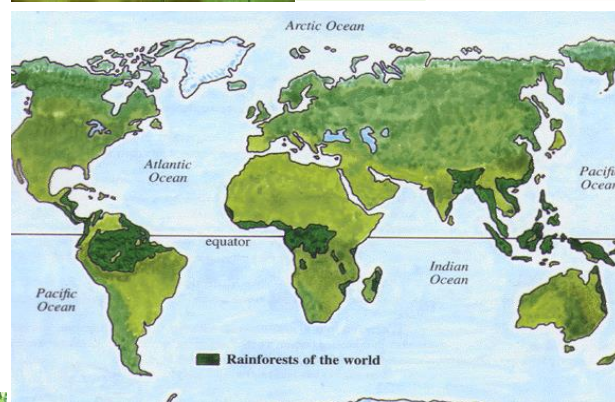 Arctic Ocean
Atlantic
Ocean
Pacific
Ocean
equator
Indian
Ocean
Pacific
Ocean
Rainforests of the world